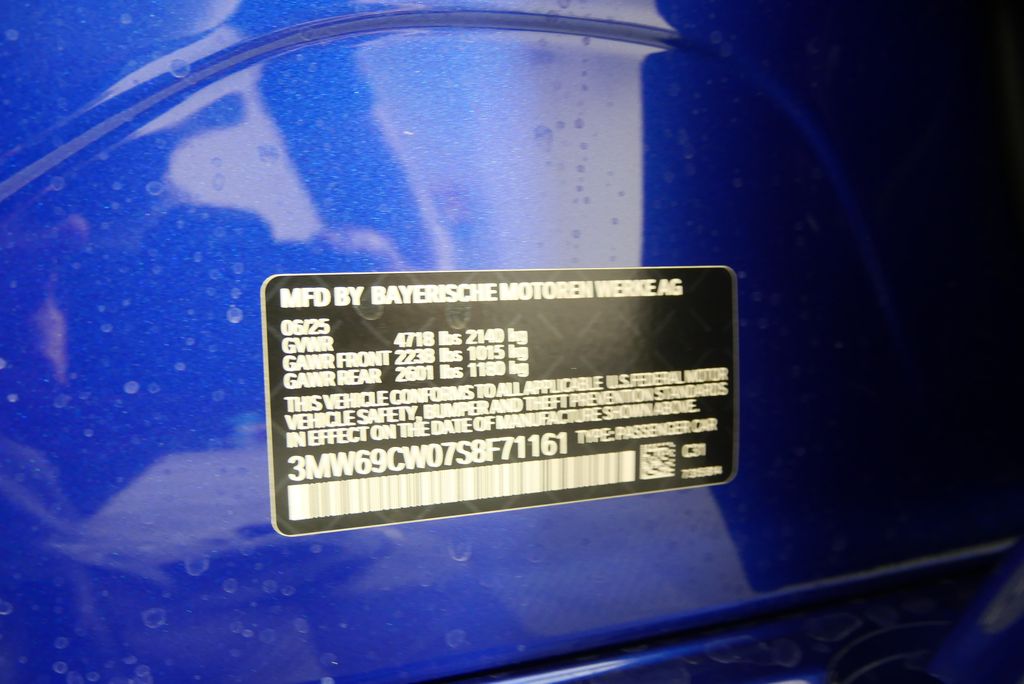 MFD BY BAYERISCHE MOTOREN WERKE AG
06/25
GVWR 4718 lbs 2140 kg
GAWR FRONT 2238 lbs 1015 kg
GAWR REAR 2601 lbs 1180 kg
THIS VEHICLE CONFORMS TO ALL APPLICABLE U.S. FEDERAL MOTOR
VEHICLE SAFETY, BUMPER AND THEFT PREVENTION STANDARDS
IN EFFECT ON THE DATE OF MANUFACTURE SHOWN ABOVE.
3MW69CW07S8F71161 TYPE: PASSENGER CAR
C31